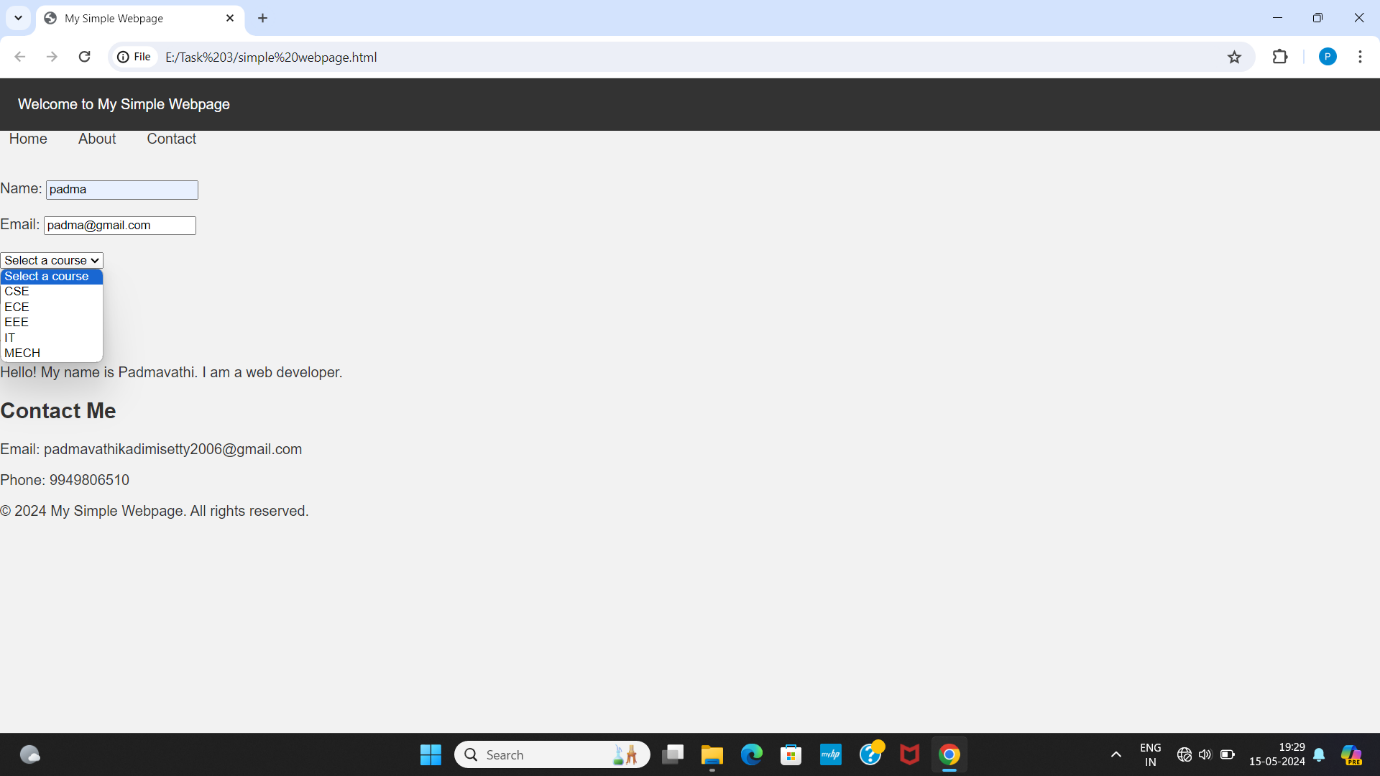 My Simple Webpage
File E:/Task%203/simple%20webpage.html
P
Welcome to My Simple Webpage
Home About Contact
Name: padma
Email: padma@gmail.com
Select a course
Select a course
CSE
ECE
EEE
IT
MECH
Hello! My name is Padmavathi. I am a web developer.
Contact Me
Email: padmavathikadimisetty2006@gmail.com
Phone: 9949806510
© 2024 My Simple Webpage. All rights reserved.
Search
myhp
ENG
IN
19:29
15-05-2024
PRE